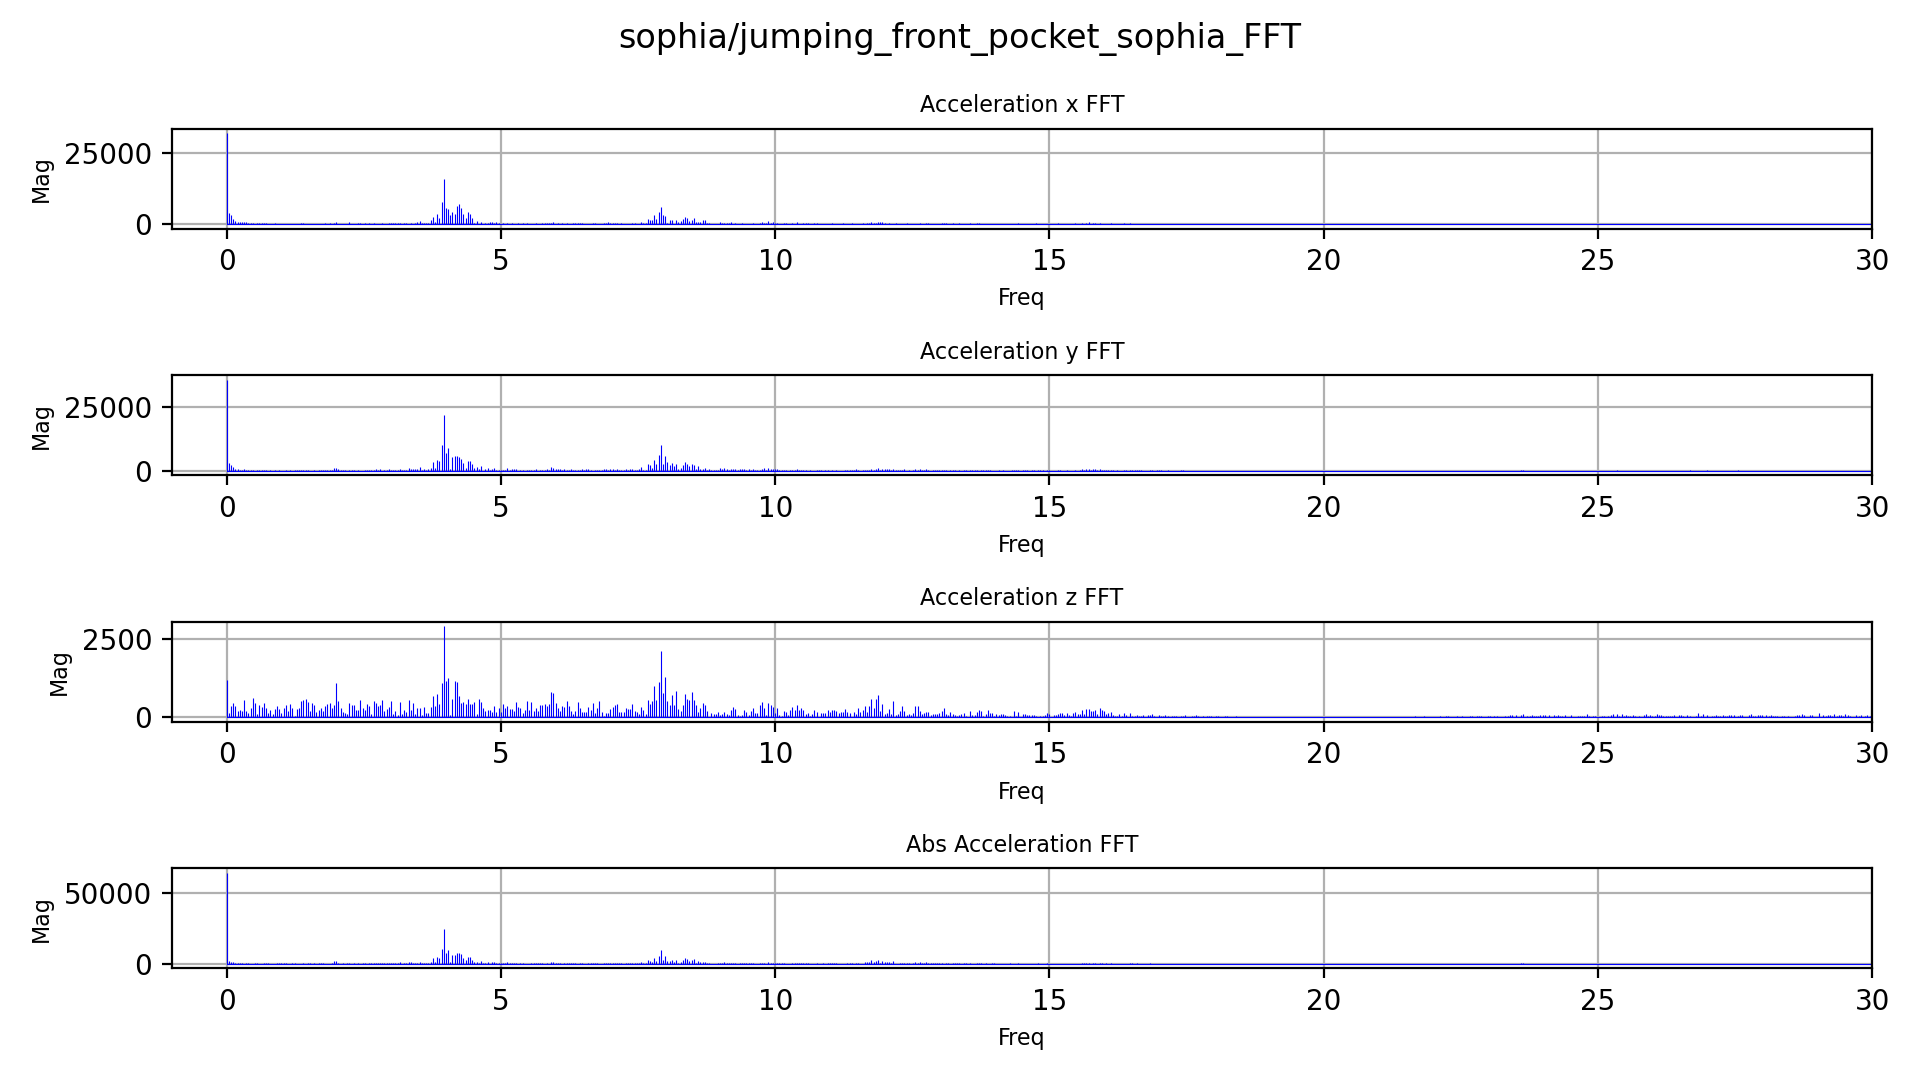 sophia/jumping_front_pocket_sophia_FFT
Acceleration x FFT
Mag
25000
0
0 5 10 15 20 25 30
Freq
Acceleration y FFT
Mag
25000
0
0 5 10 15 20 25 30
Freq
Acceleration z FFT
Mag
2500
0
0 5 10 15 20 25 30
Freq
Abs Acceleration FFT
Mag
50000
0
0 5 10 15 20 25 30
Freq